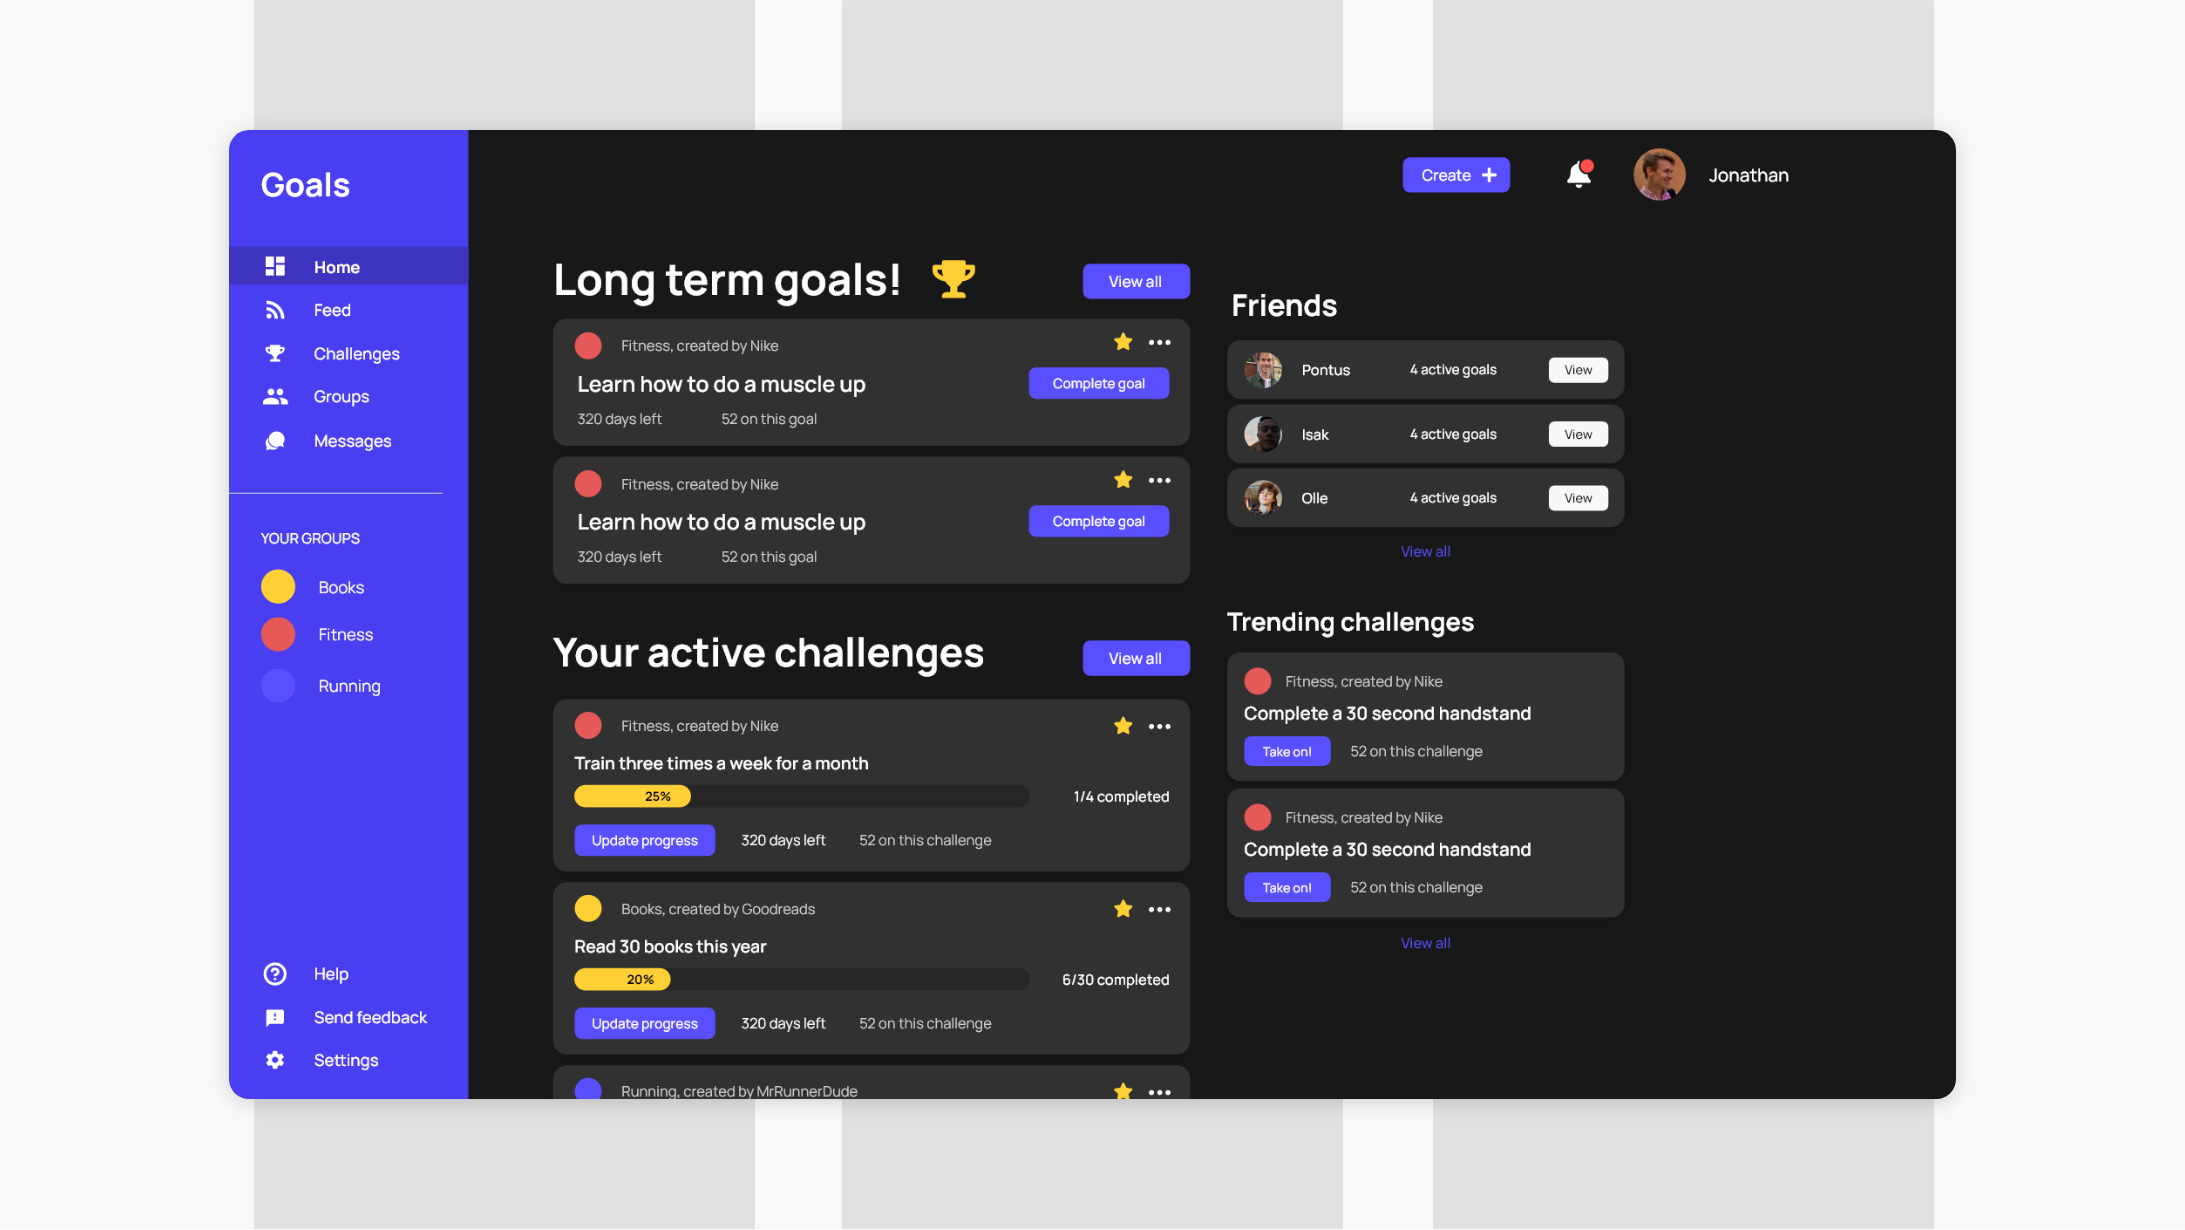 Goals
Home
Feed
Challenges
Groups
Messages
YOUR GROUPS
Books
Fitness
Running
Help
Send feedback
Settings
Create
Jonathan
Long term goals!
View all
Fitness, created by Nike
Learn how to do a muscle up
Complete goal
320 days left 52 on this goal
Fitness, created by Nike
Learn how to do a muscle up
Complete goal
320 days left 52 on this goal
Your active challenges
View all
Fitness, created by Nike
Train three times a week for a month
25%
1/4 completed
Update progress 320 days left 52 on this challenge
Books, created by Goodreads
Read 30 books this year
20%
6/30 completed
Update progress 320 days left 52 on this challenge
Running, created by MrRunnerDude
Friends
Pontus 4 active goals View
Isak 4 active goals View
Olle 4 active goals View
View all
Trending challenges
Fitness, created by Nike
Complete a 30 second handstand
Take on! 52 on this challenge
Fitness, created by Nike
Complete a 30 second handstand
Take on! 52 on this challenge
View all